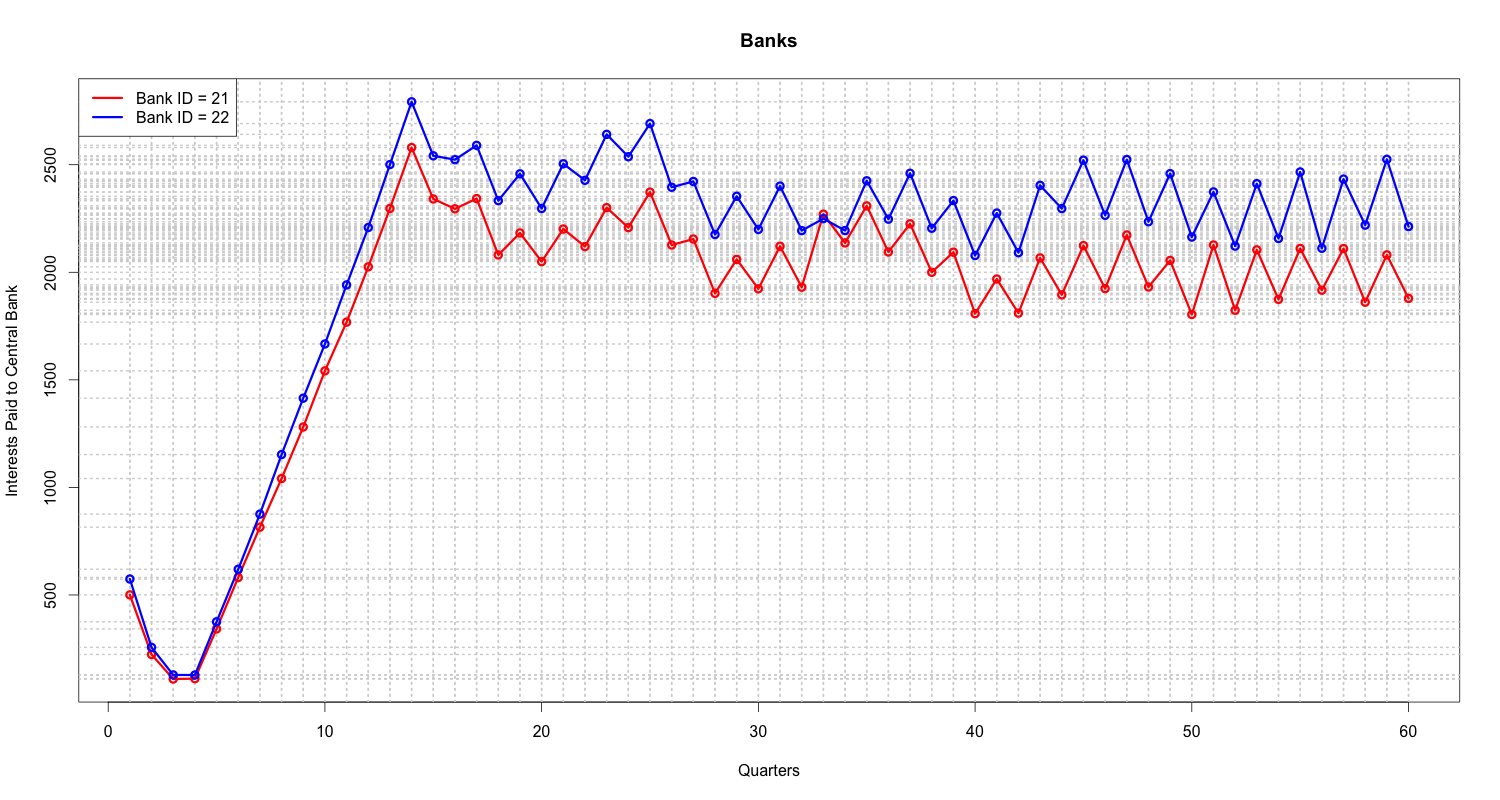 Banks
Bank ID = 21
Bank ID = 22
Interests Paid to Central Bank
2500
2000
1500
1000
500
0 10 20 30 40 50 60
Quarters